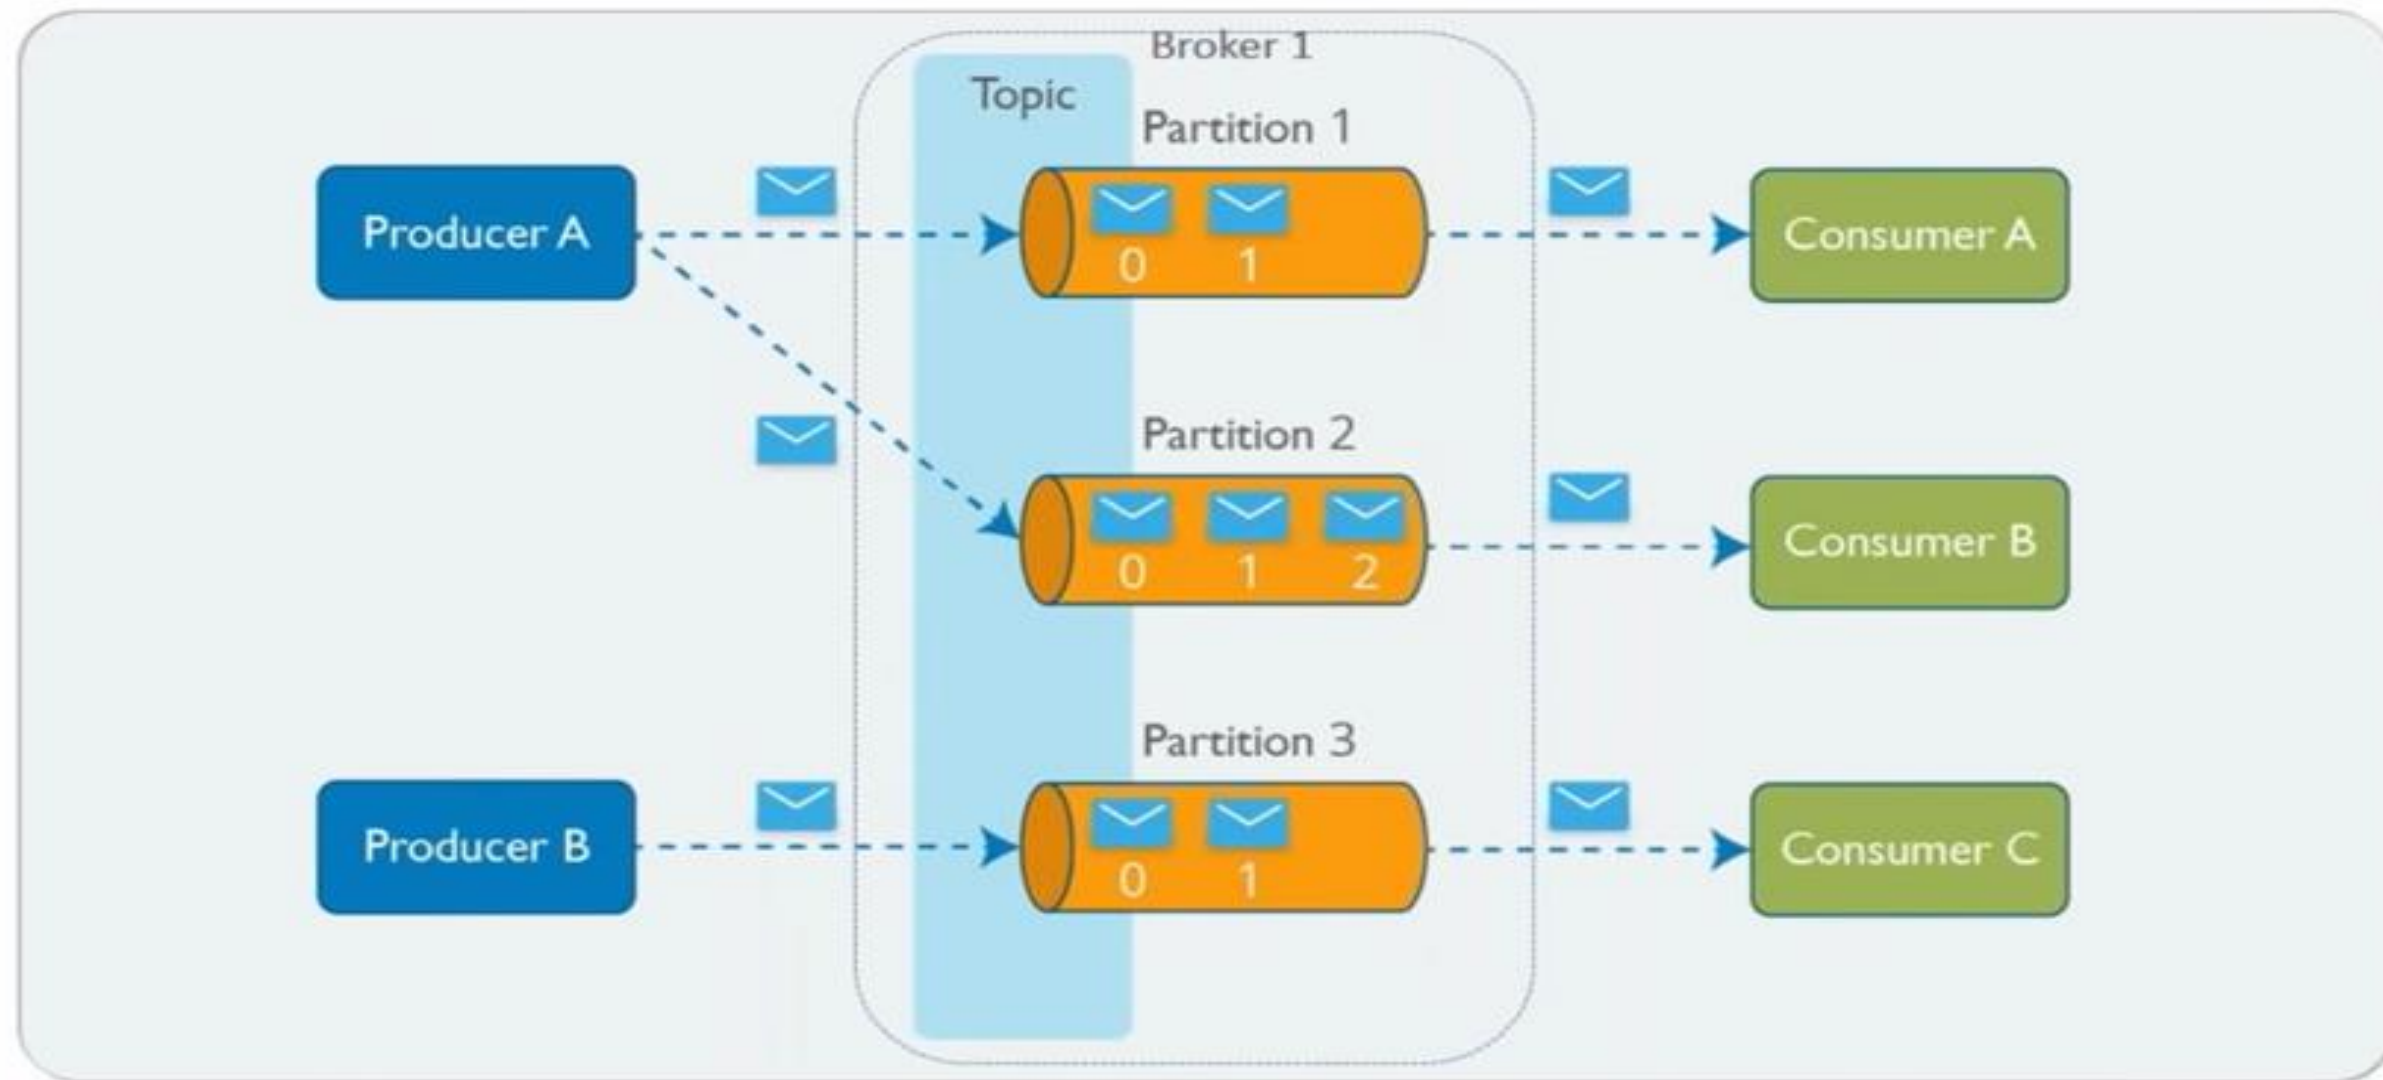 Broker 1
Topic
Partition 1
Producer A
0 1
Consumer A
Partition 2
0 1 2
Consumer B
Partition 3
Producer B
0 1
Consumer C